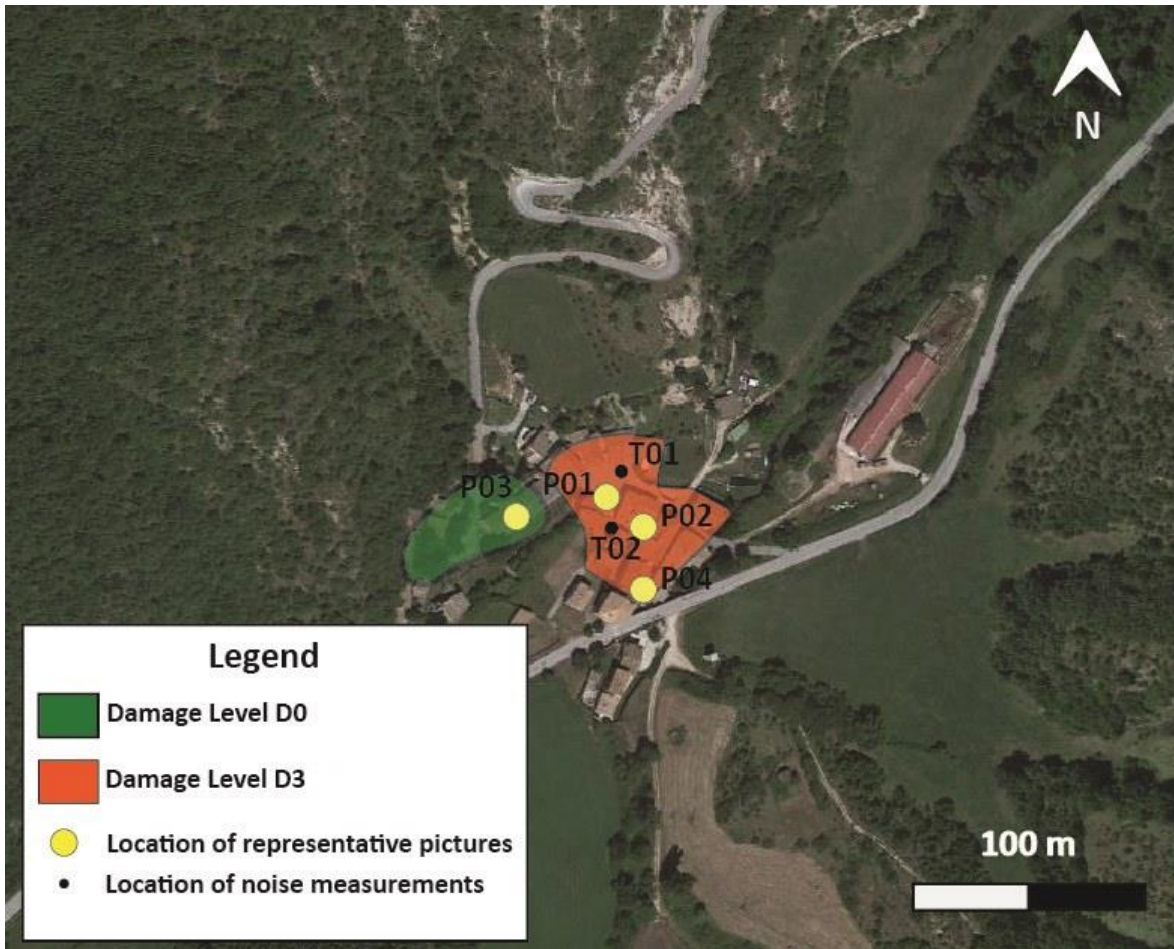 N
T01
P03
P01
P02
T02
P04
Legend
Damage Level D0
Damage Level D3
Location of representative pictures
Location of noise measurements
100 m